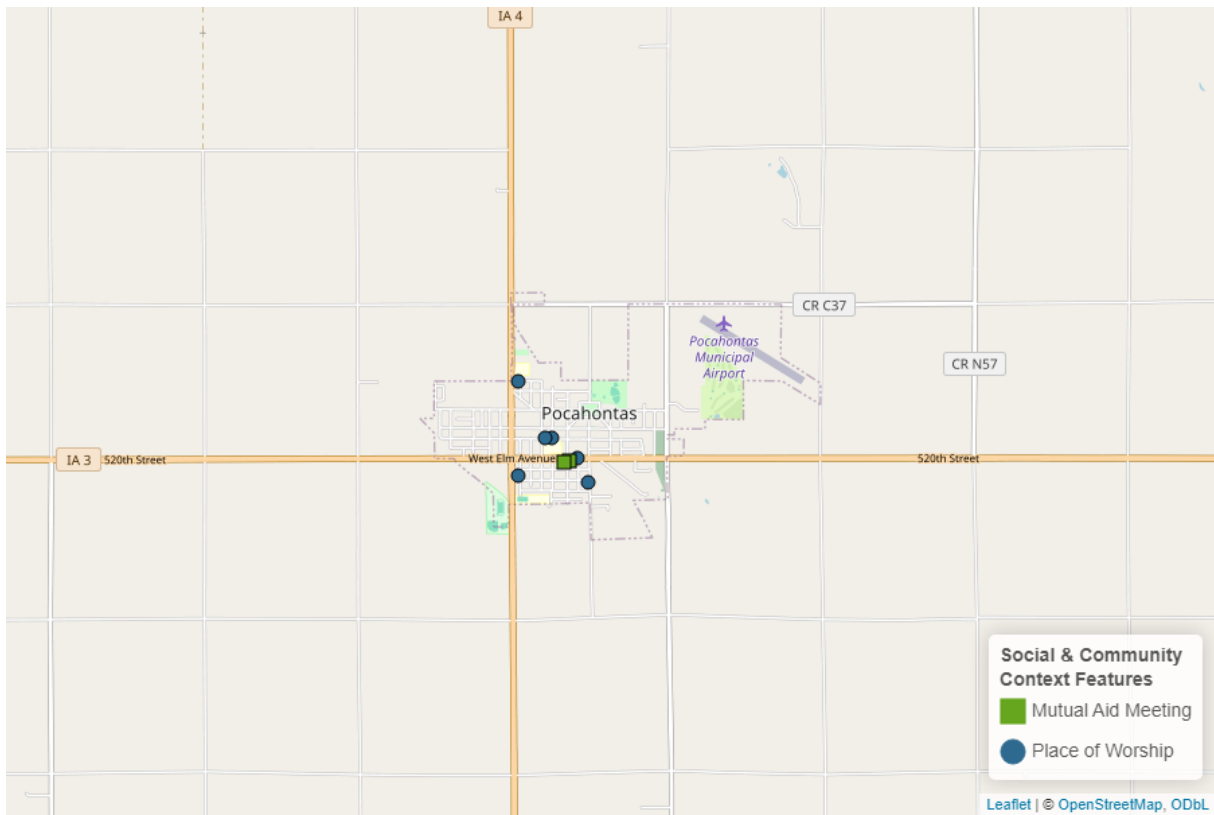 IA 4
CR C37
Pocahontas
Municipal
Airport
CR N57
Pocahontas
IA 3
520th Street
West Elm Avenue
520th Street
Social & Community
Context Features
Mutual Aid Meeting
Place of Worship
Leaflet | © OpenStreetMap, ODbL